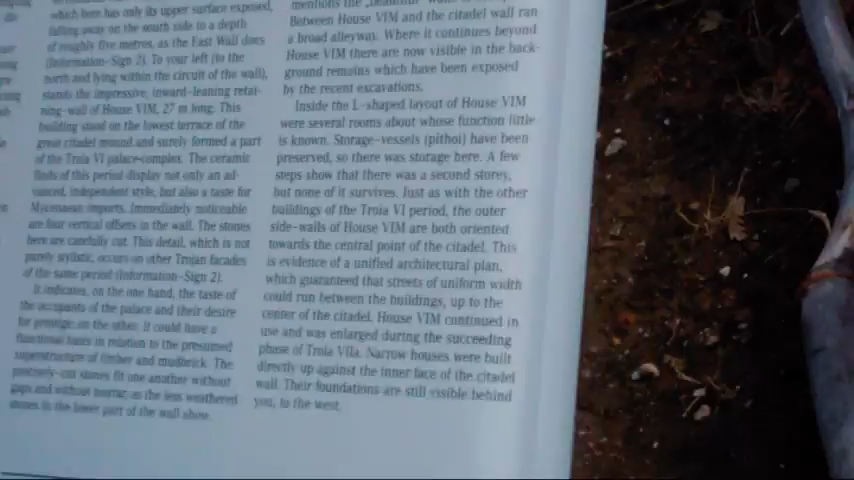 which here has only its upper surface exposed,
falling away on the south side to a depth
of roughly five metres, as the East Wall does
(Information-Sign 2). To your left (to the
north and lying within the circuit of the wall),
stands the impressive, inward-leaning retai-
ning-wall of House VIM, 27 m long. This
building stood on the lowest terrace of the
great citadel mound and surely formed a part
of the Troia VI palace-complex. The ceramic
finds of this period display not only an ad-
vanced, independent style, but also a taste for
Mycenaean imports. Immediately noticeable
are four vertical offsets in the wall. The stones
here are carefully cut. This detail, which is not
purely stylistic, occurs on other Trojan facades
of the same period (Information-Sign 2).
It indicates, on the one hand, the taste of
the occupants of the palace and their desire
for prestige; on the other, it could have a
functional basis in relation to the presumed
superstructure of timber and mudbrick. The
precisely-cut stones fit one another without
gaps and without mortar, as the less weathered
stones in the lower part of the wall show.
mentions the „beautiful
Between House VIM and the citadel wall ran
a broad alleyway. Where it continues beyond
House VIM there are now visible in the back-
ground remains which have been exposed
by the recent excavations.
Inside the L-shaped layout of House VIM
were several rooms about whose function little
is known. Storage-vessels (pithoi) have been
preserved, so there was storage here. A few
steps show that there was a second storey,
but none of it survives. Just as with the other
buildings of the Troia VI period, the outer
side-walls of House VIM are both oriented
towards the central point of the citadel. This
is evidence of a unified architectural plan,
which guaranteed that streets of uniform width
could run between the buildings, up to the
center of the citadel. House VIM continued in
use and was enlarged during the succeeding
phase of Troia VIIa. Narrow houses were built
directly up against the inner face of the citadel
wall. Their foundations are still visible behind
you, to the west.